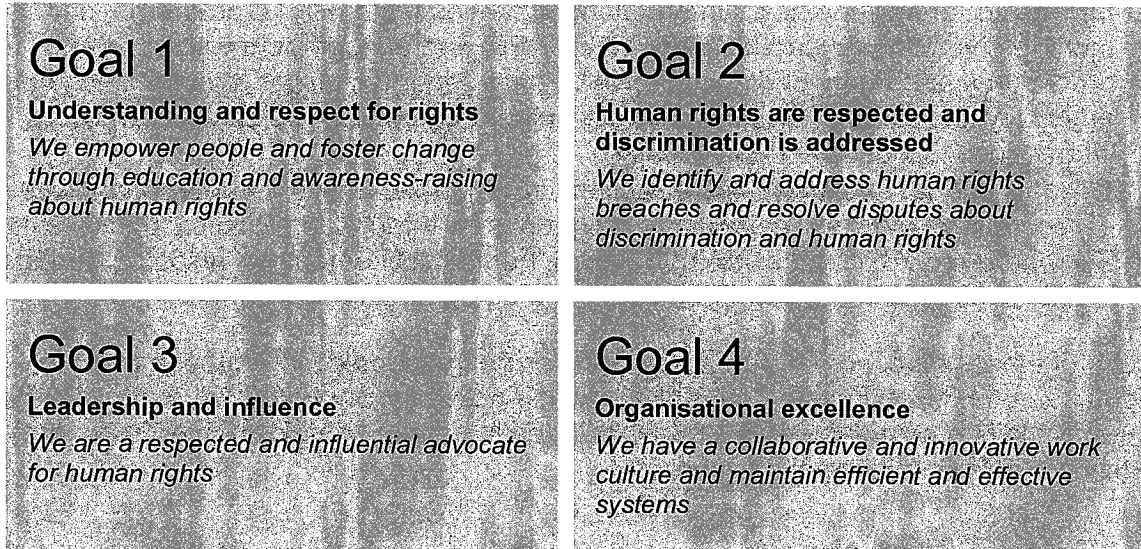 Goal 1
Understanding and respect for rights
We empower people and foster change
through education and awareness-raising
about human rights
Goal 2
Human rights are respected and
discrimination is addressed
We identify and address human rights
breaches and resolve disputes about
discrimination and human rights
Goal 3
Leadership and influence
We are a respected and influential advocate
for human rights
Goal 4
Organisational excellence
We have a collaborative and innovative work
culture and maintain efficient and effective
systems